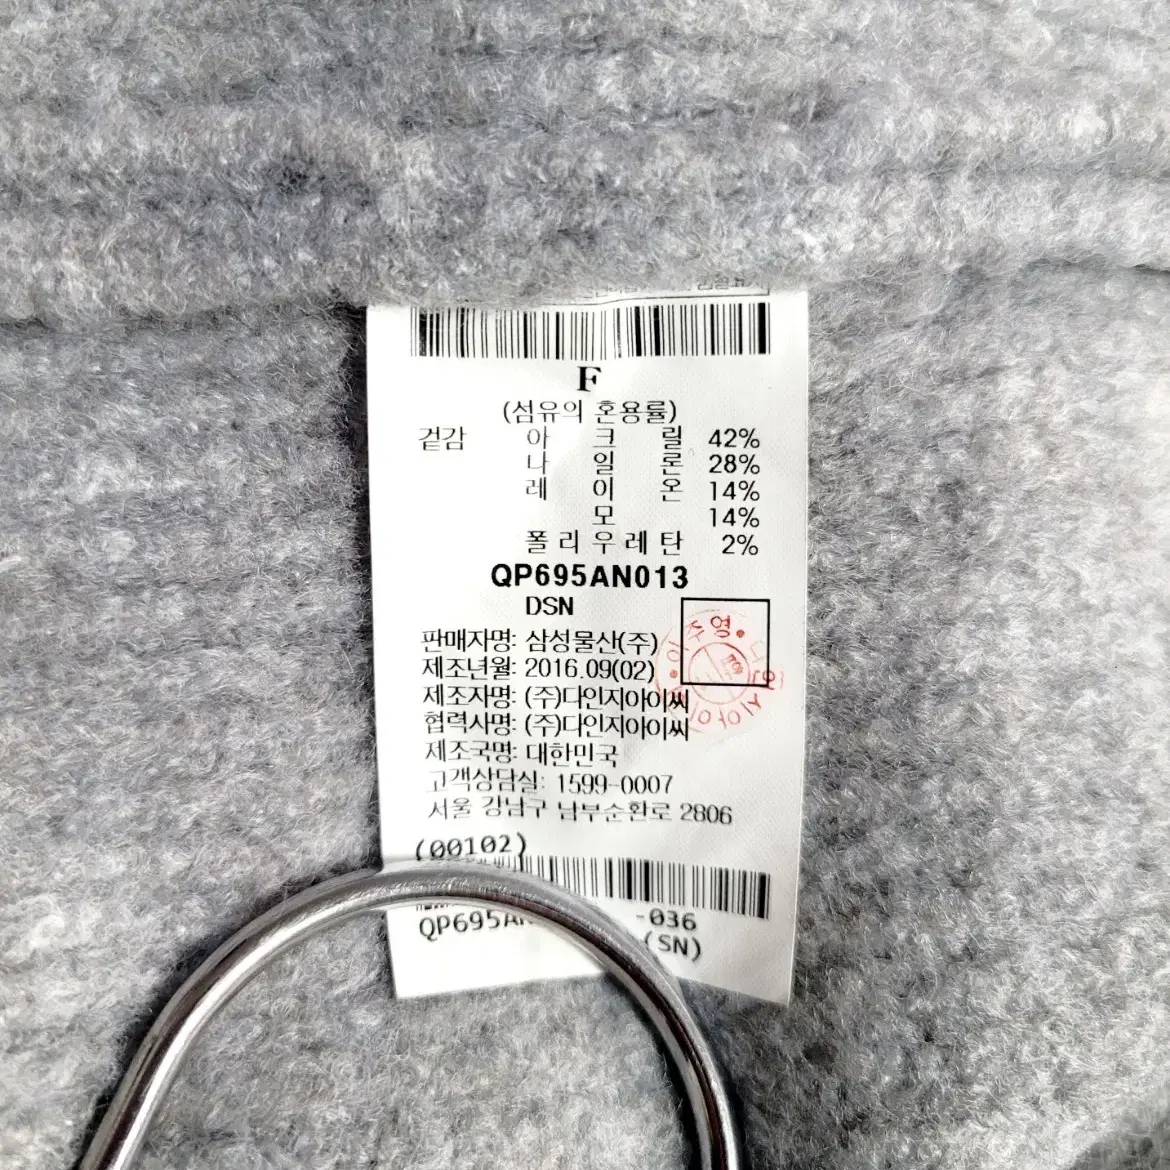 F
(섬유의 혼용률)
겉감 아크릴 42%
나일론 28%
레이온 14%
모 14%
폴리우레탄 2%
QP695AN013
DSN
판매자명: 삼성물산(주)
제조년월: 2016.09(02)
제조자명: (주)다인지아이씨
협력사명: (주)다인지아이씨
제조국명: 대한민국
고객상담실: 1599-0007
서울 강남구 남부순환로 2806
(00102)
-036
(SN)